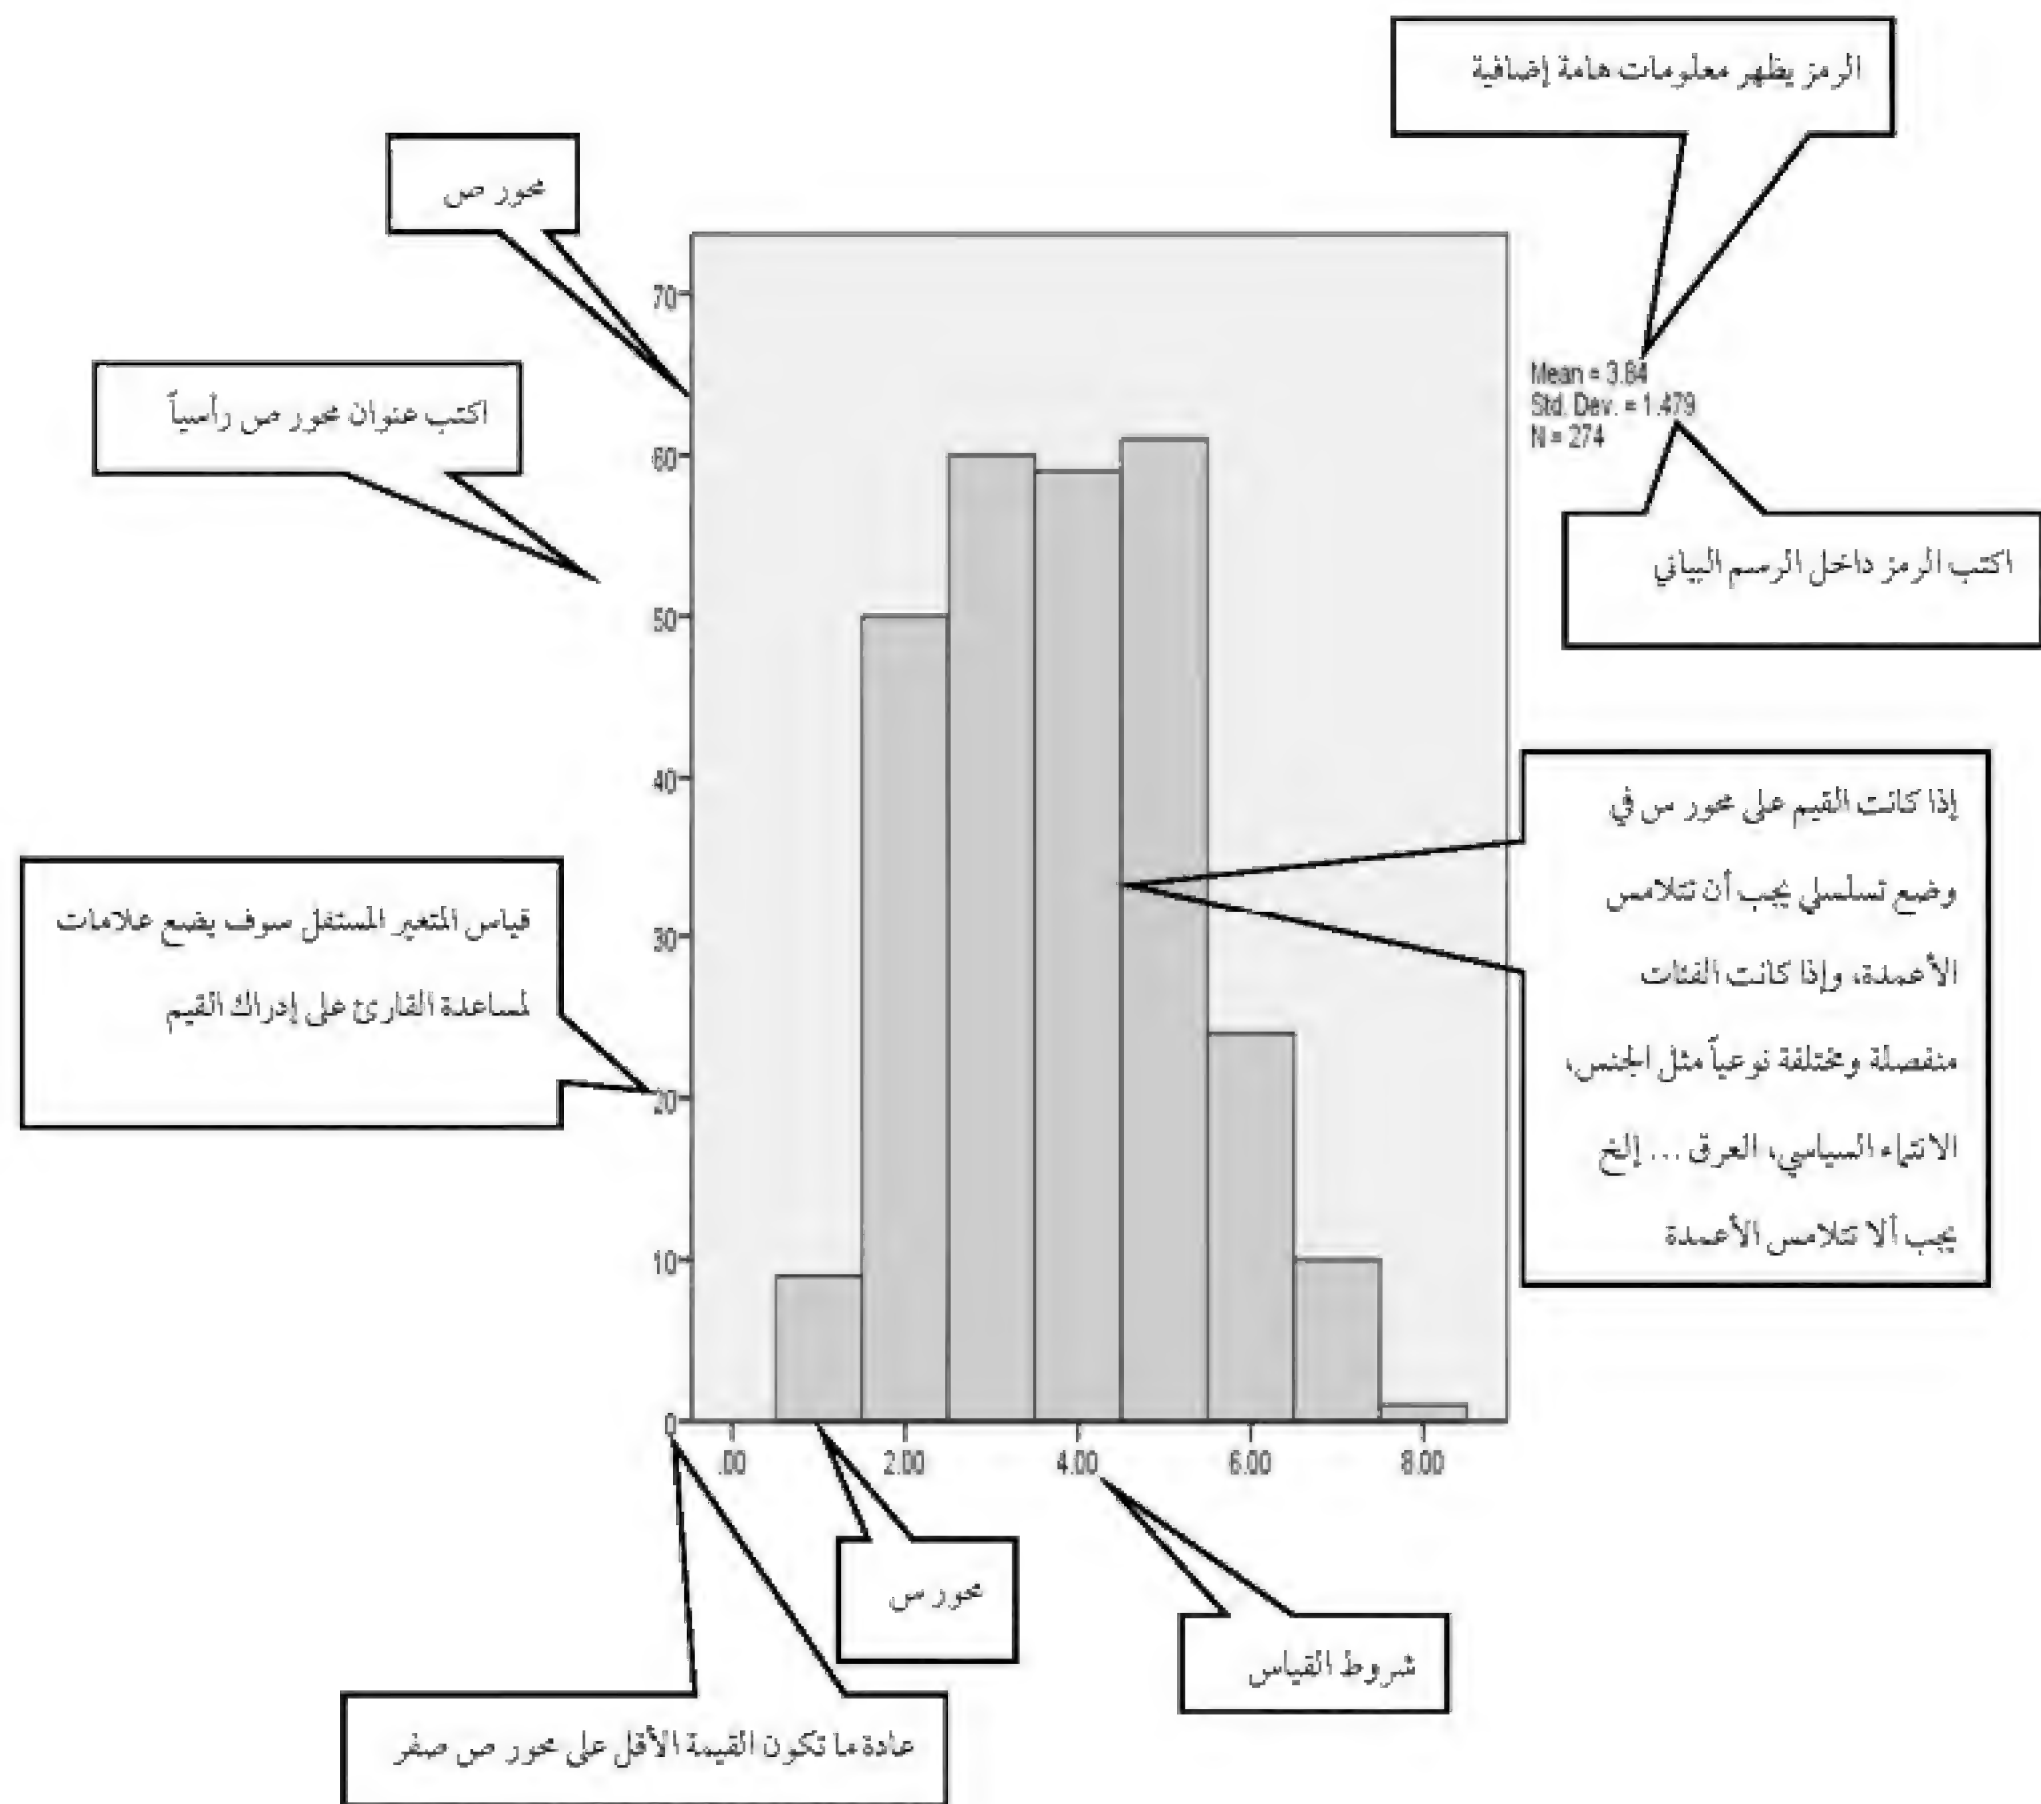 الرمز يظهر معلومات هامة إضافية
محور ص
70
اكتب عنوان محور ص رأسياً
Mean = 3.84
Std. Dev. = 1.479
N = 274
60
اكتب الرمز داخل الرسم البياني
50
40
إذا كانت القيم على محور س في
وضع تسلسلي يجب أن تتلامس
الأعمدة، وإذا كانت الفئات
منفصلة ومختلفة نوعياً مثل الجنس،
الانتماء السياسي، العرق ... إلخ
يجب ألا تتلامس الأعمدة
30
قياس المتغير المستقل سوف يضع علامات
لمساعدة القارئ على إدراك القيم
20
10
0
.00 2.00 4.00 6.00 8.00
محور س
شروط القياس
عادة ما تكون القيمة الأقل على محور ص صفر